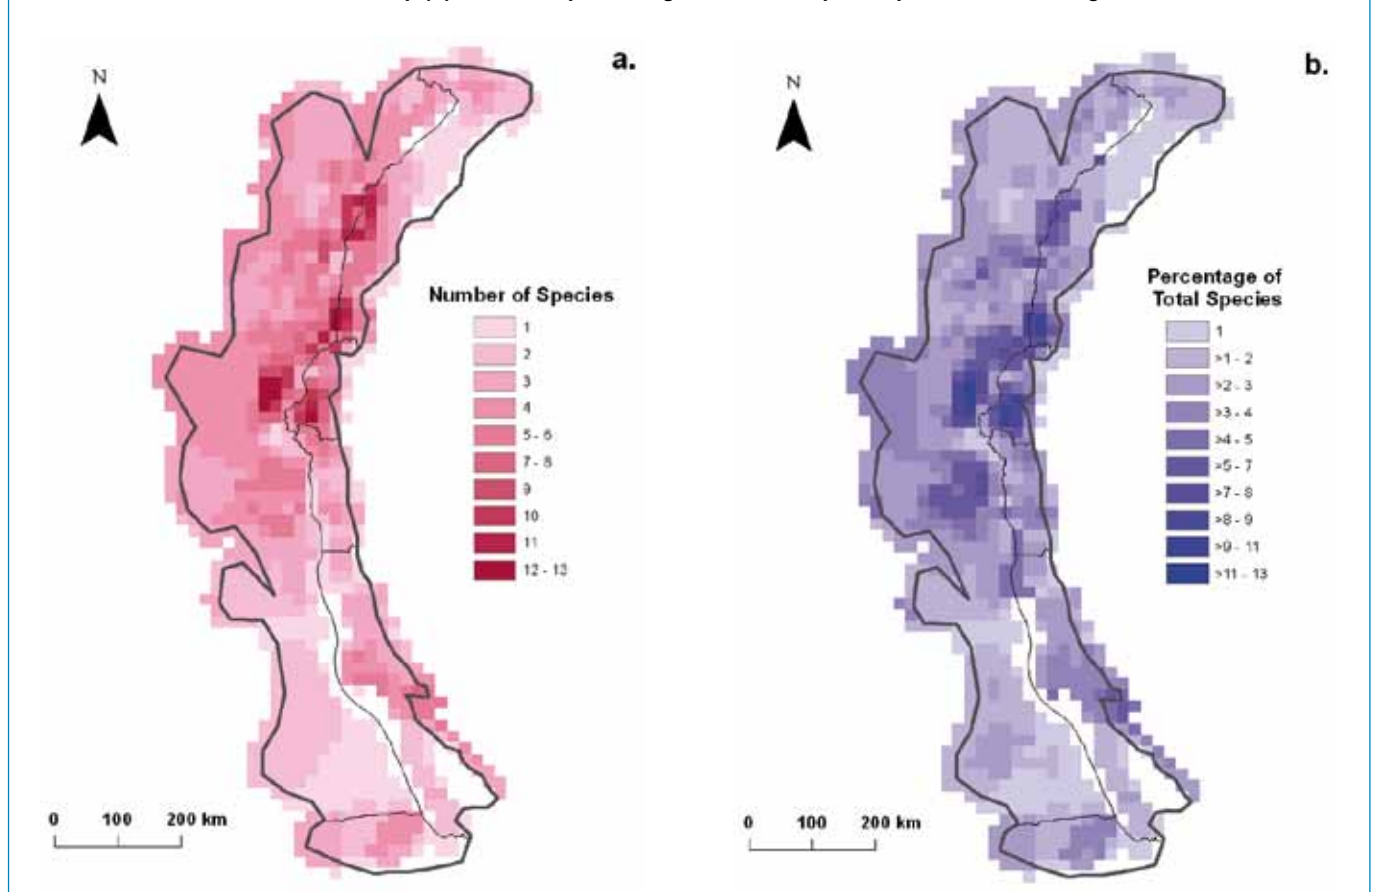 a.
N
Number of Species
1
2
3
4
5 - 6
7 - 8
9
10
11
12 - 13
0 100 200 km
b.
N
Percentage of
Total Species
1
>1 - 2
>2 - 3
>3 - 4
>4 - 5
>5 - 7
>7 - 8
>8 - 9
>9 - 11
>11 - 13
0 100 200 km